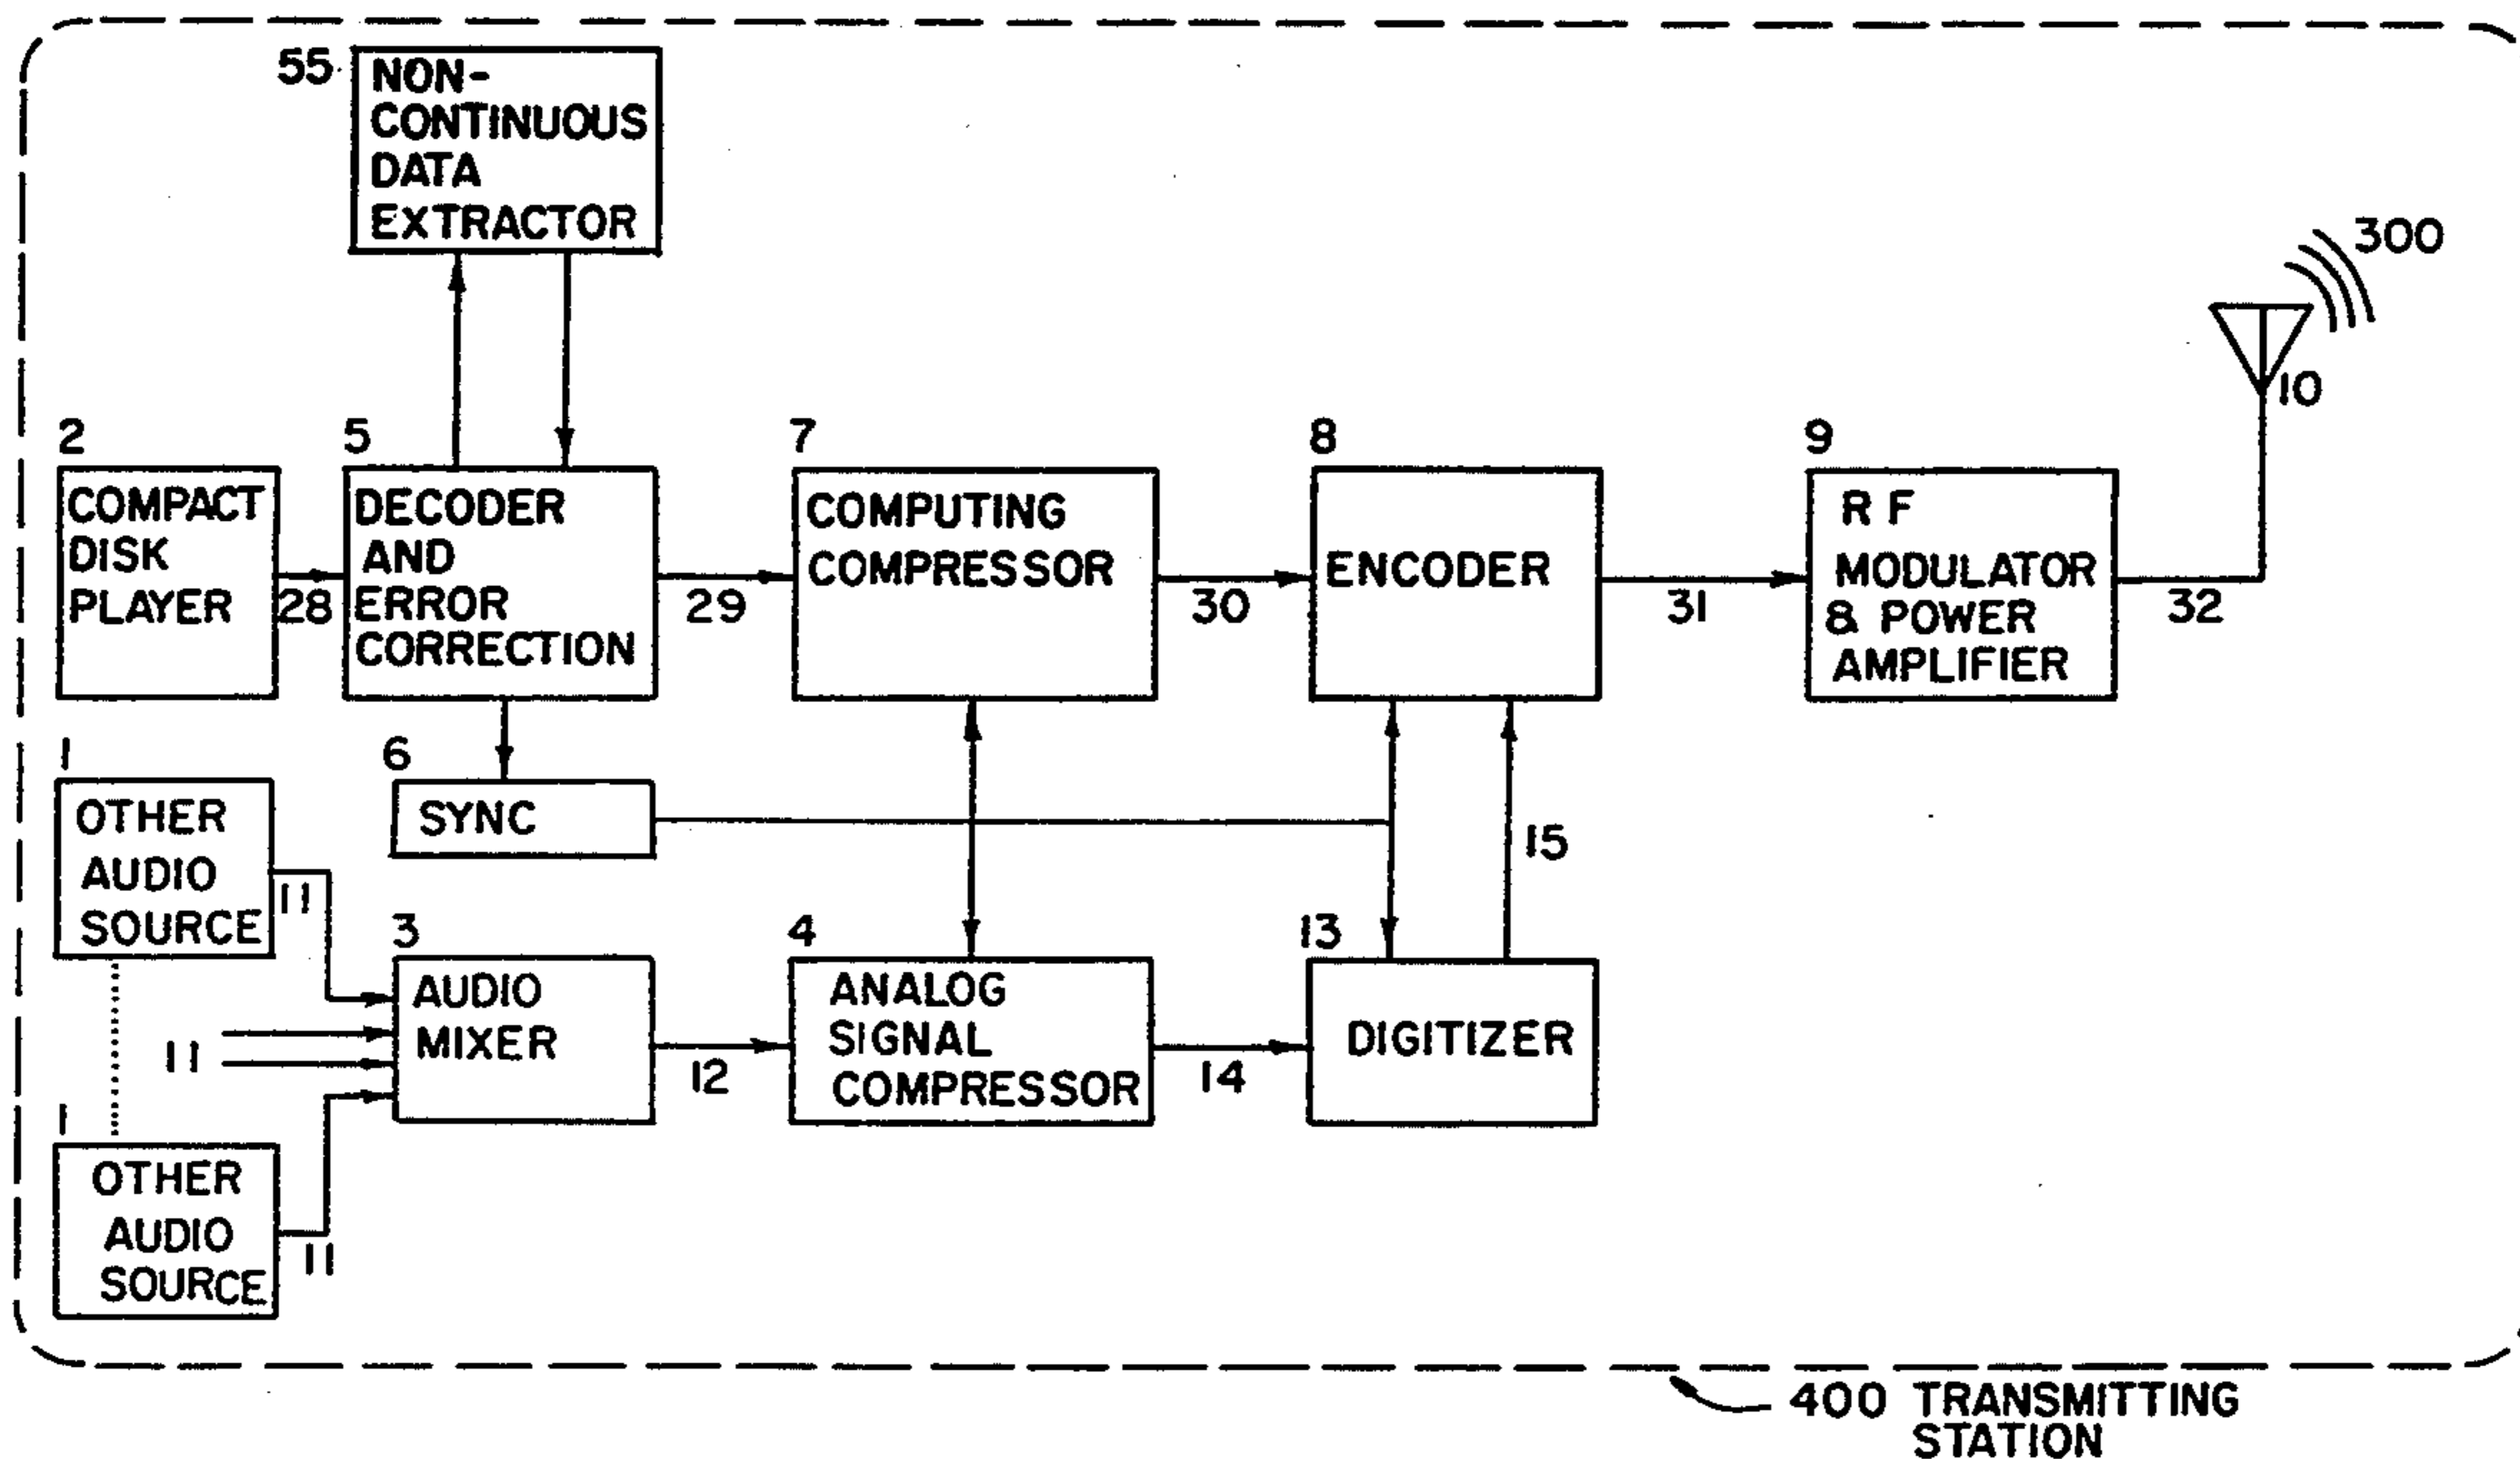 55
NON-
CONTINUOUS
DATA
EXTRACTOR
300
10
2
COMPACT
DISK
PLAYER
28
5
DECODER
AND
ERROR
CORRECTION
29
7
COMPUTING
COMPRESSOR
30
8
ENCODER
31
9
RF
MODULATOR
& POWER
AMPLIFIER
32
6
SYNC
15
1
OTHER
AUDIO
SOURCE
11
11
3
AUDIO
MIXER
12
4
ANALOG
SIGNAL
COMPRESSOR
14
13
DIGITIZER
1
OTHER
AUDIO
SOURCE
11
400 TRANSMITTING
STATION